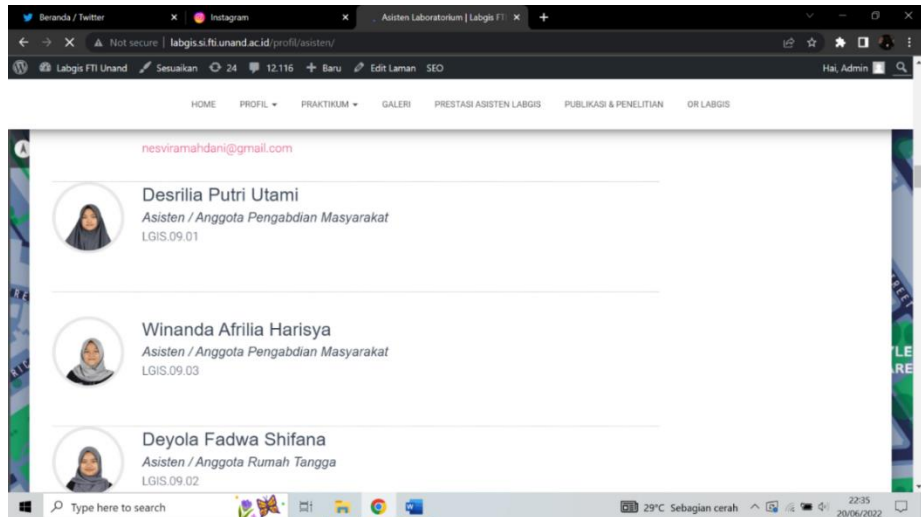 Beranda / Twitter
Instagram
Asisten Laboratorium | Labgis FT
Not secure | labgis.si.fti.unand.ac.id/profil/asisten/
Labgis FTI Unand Sesuaikan 24 12.116 Baru Edit Laman SEO Hai, Admin
HOME PROFIL PRAKTIKUM GALERI PRESTASI ASISTEN LABGIS PUBLIKASI & PENELITIAN OR LABGIS
nesviramahdani@gmail.com
Desrilia Putri Utami
Asisten / Anggota Pengabdian Masyarakat
LGIS.09.01
Winanda Afrilia Harisya
Asisten / Anggota Pengabdian Masyarakat
LGIS.09.03
Deyola Fadwa Shifana
Asisten / Anggota Rumah Tangga
LGIS.09.02
Type here to search
29°C Sebagian cerah
22:35
20/06/2022